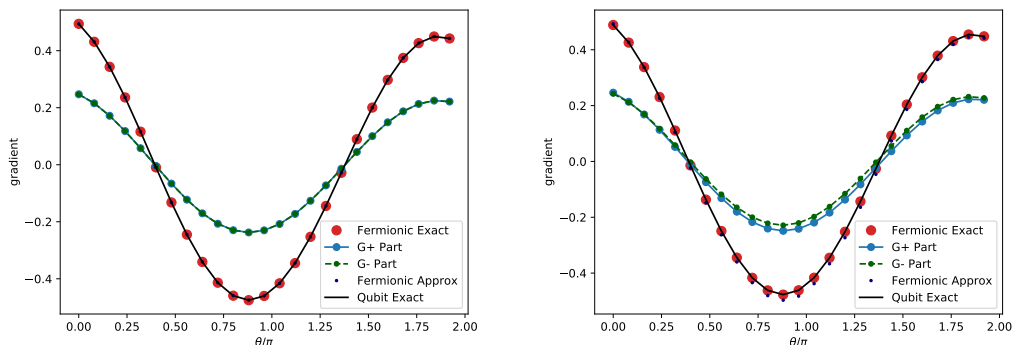 gradient
0.4
0.2
0.0
−0.2
−0.4
0.00 0.25 0.50 0.75 1.00 1.25 1.50 1.75 2.00
θ/π
Fermionic Exact
G+ Part
G- Part
Fermionic Approx
Qubit Exact
gradient
0.4
0.2
0.0
−0.2
−0.4
0.00 0.25 0.50 0.75 1.00 1.25 1.50 1.75 2.00
θ/π
Fermionic Exact
G+ Part
G- Part
Fermionic Approx
Qubit Exact